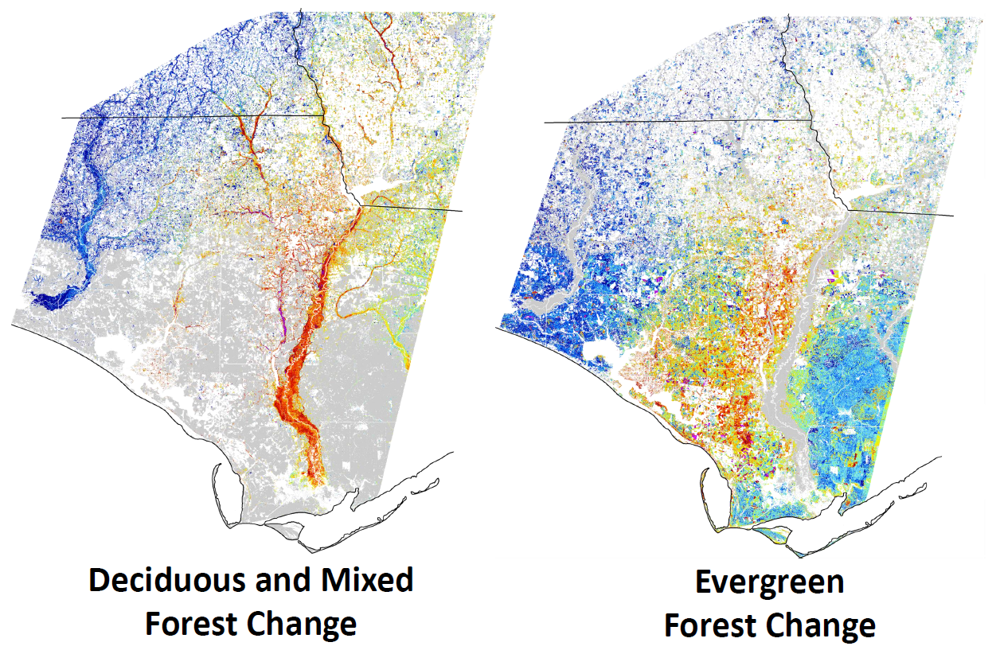 Deciduous and Mixed
Forest Change
Evergreen
Forest Change